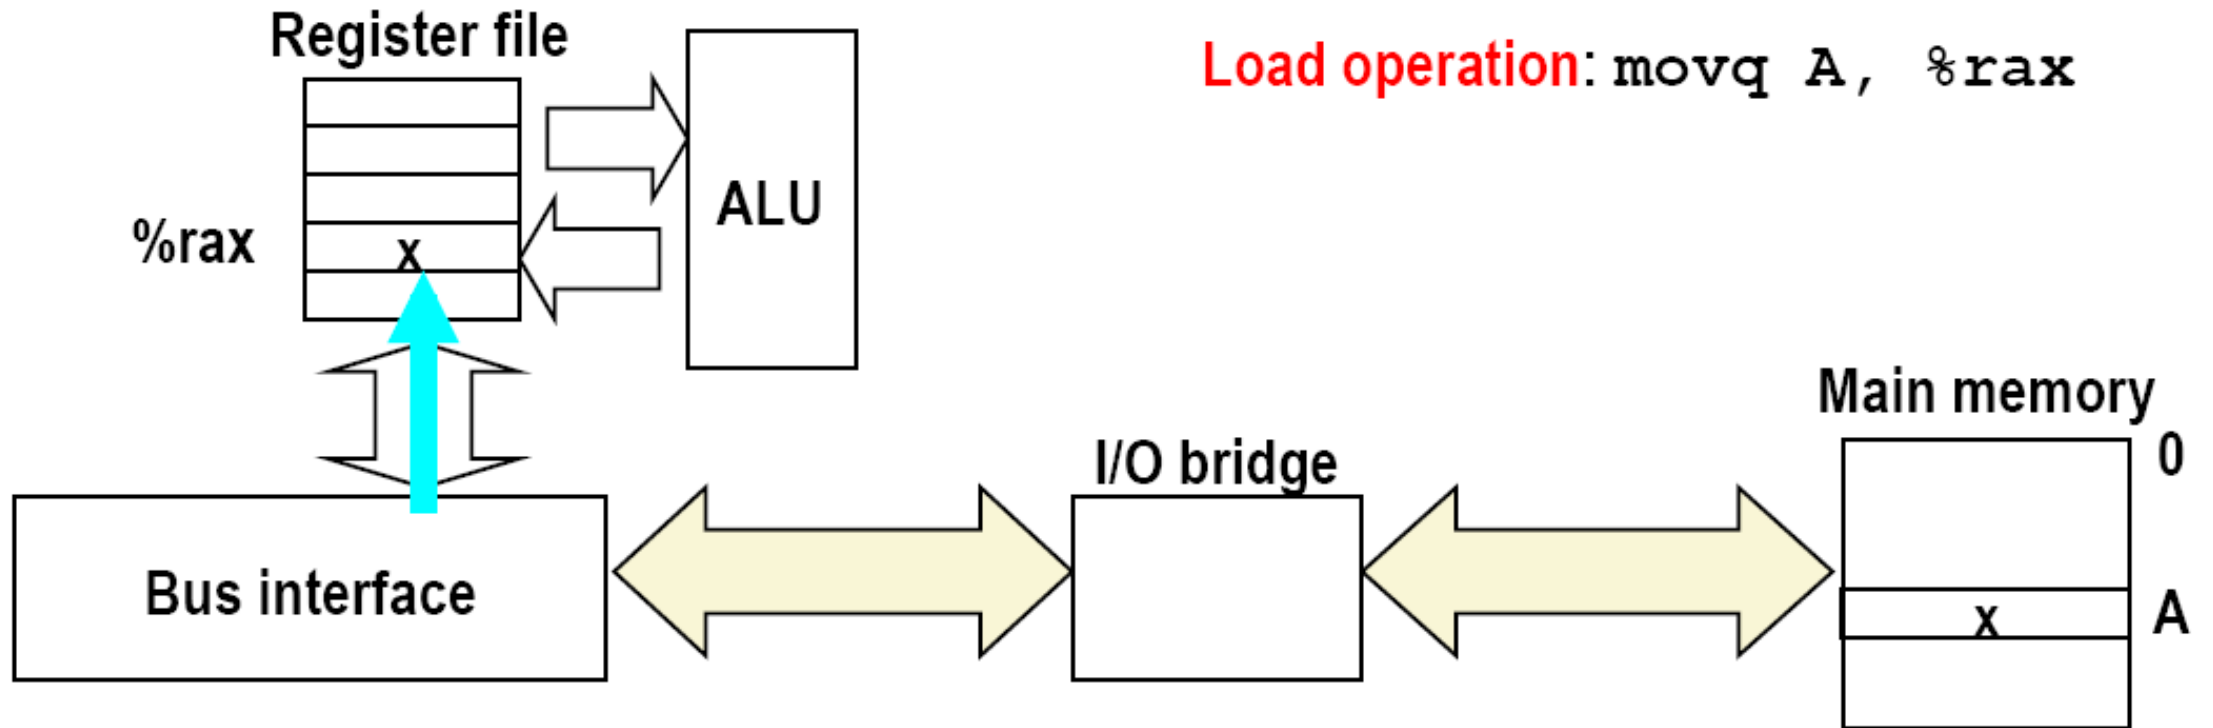 Register file
Load operation: movq A, %rax
ALU
%rax
x
Main memory
0
I/O bridge
Bus interface
x
A